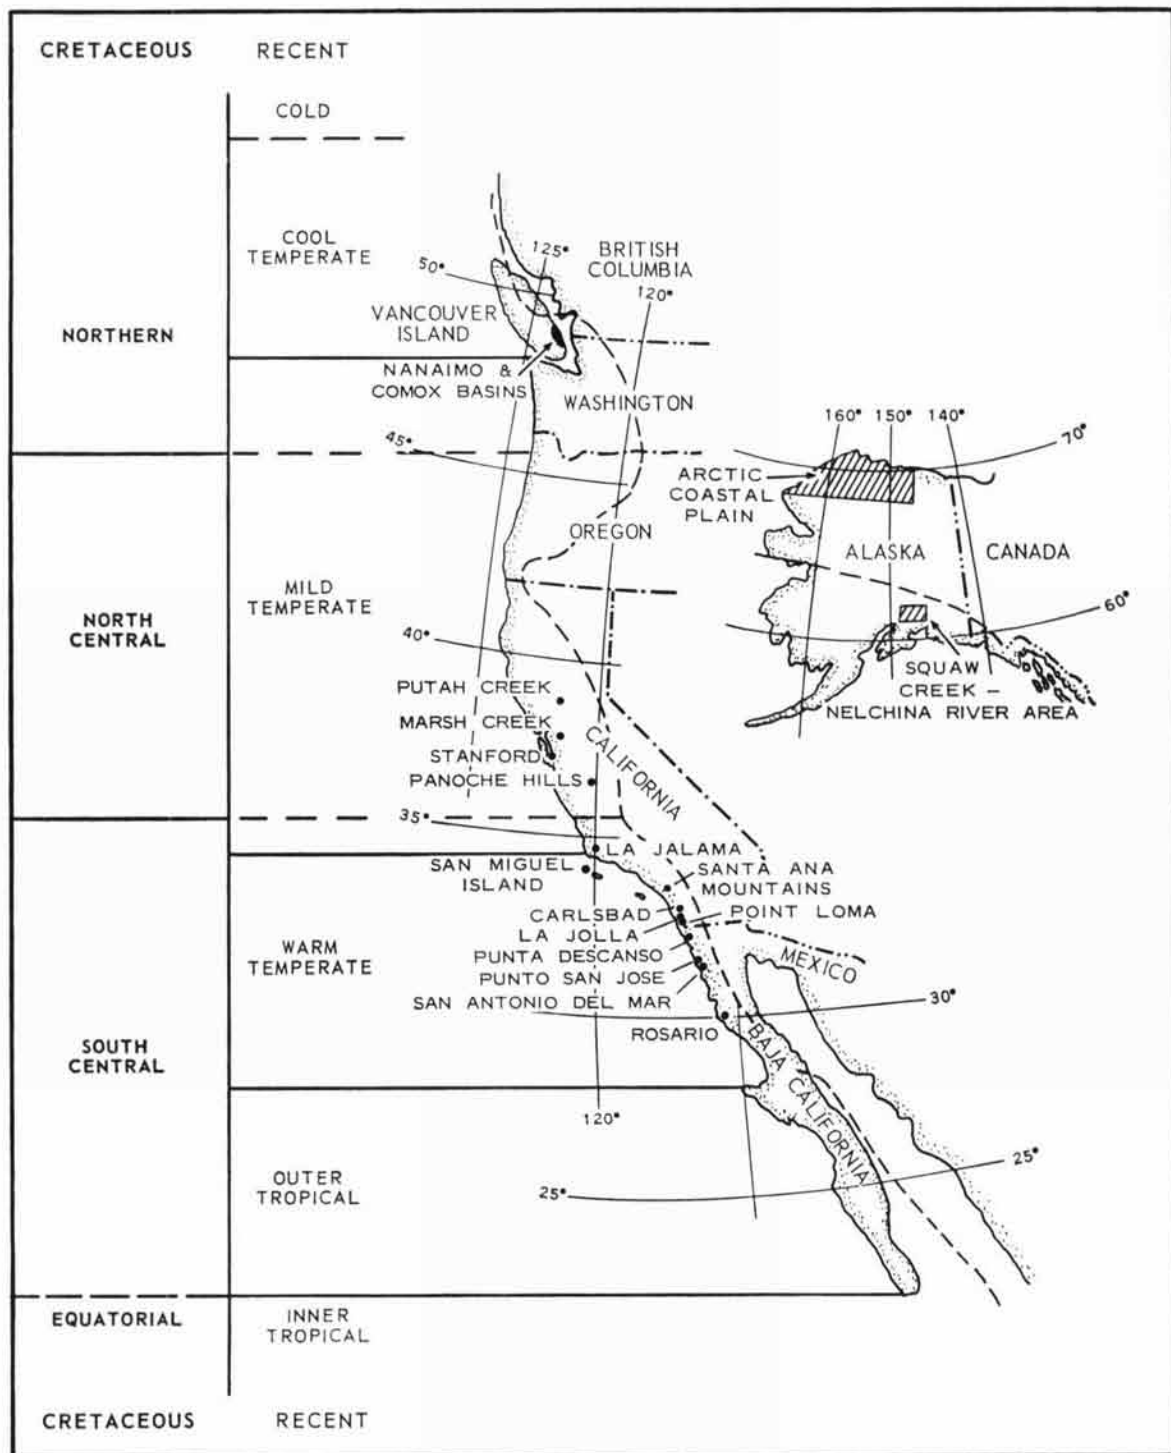 CRETACEOUS RECENT
COLD
COOL
TEMPERATE
NORTHERN
MILD
TEMPERATE
NORTH
CENTRAL
WARM
TEMPERATE
SOUTH
CENTRAL
OUTER
TROPICAL
EQUATORIAL
INNER
TROPICAL
CRETACEOUS RECENT
50°
125°
BRITISH
COLUMBIA
120°
VANCOUVER
ISLAND
NANAIMO &
COMOX BASINS
WASHINGTON
45°
OREGON
40°
PUTAH CREEK
MARSH CREEK
STANFORD
PANOCHE HILLS
CALIFORNIA
35°
LA JALAMA
SAN MIGUEL
ISLAND
SANTA ANA
MOUNTAINS
CARLSBAD
POINT LOMA
LA JOLLA
PUNTA DESCANSO
PUNTO SAN JOSE
SAN ANTONIO DEL MAR
MEXICO
30°
ROSARIO
BAJA CALIFORNIA
120°
25°
25°
160° 150° 140°
70°
ARCTIC
COASTAL
PLAIN
ALASKA CANADA
60°
SQUAW
CREEK –
NELCHINA RIVER AREA